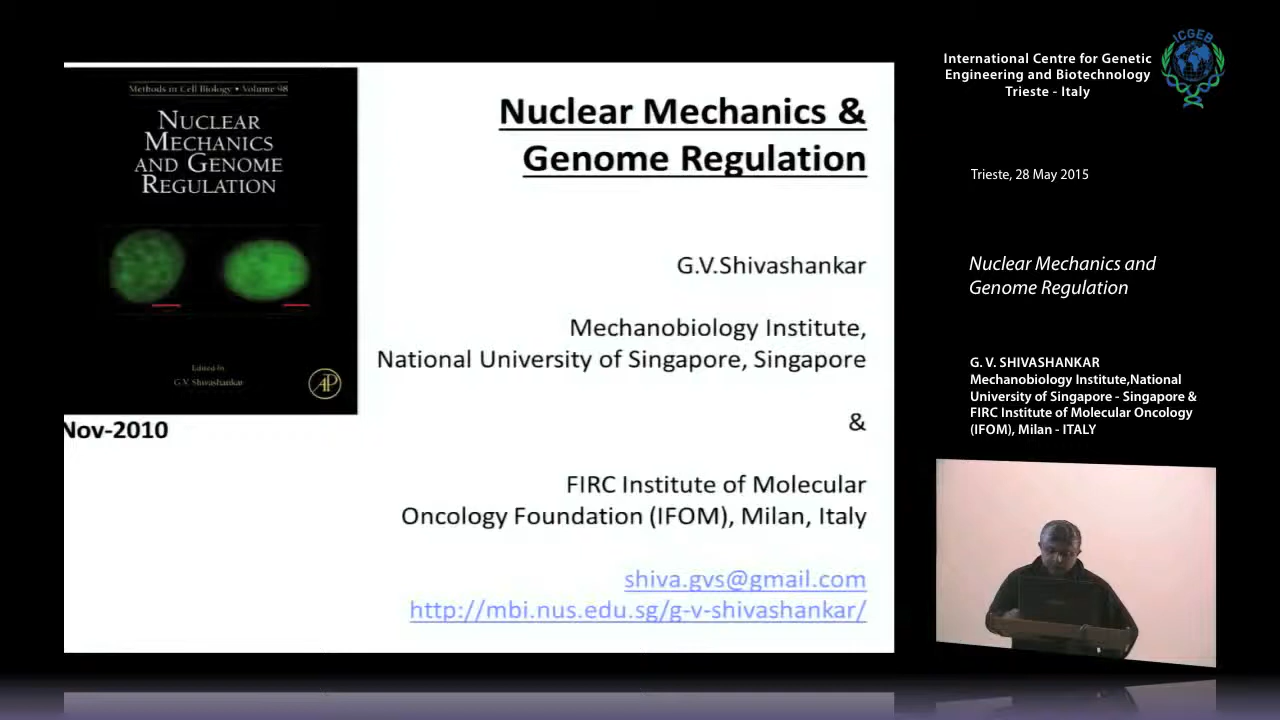 Methods in Cell Biology • Volume 98
NUCLEAR
MECHANICS
AND GENOME
REGULATION
Edited by
G.V. Shivashankar
AP
Nov-2010
Nuclear Mechanics &
Genome Regulation
G.V.Shivashankar
Mechanobiology Institute,
National University of Singapore, Singapore
&
FIRC Institute of Molecular
Oncology Foundation (IFOM), Milan, Italy
shiva.gvs@gmail.com
http://mbi.nus.edu.sg/g-v-shivashankar/
International Centre for Genetic
Engineering and Biotechnology
Trieste - Italy
ICGEB
Trieste, 28 May 2015
Nuclear Mechanics and
Genome Regulation
G. V. SHIVASHANKAR
Mechanobiology Institute,National
University of Singapore - Singapore &
FIRC Institute of Molecular Oncology
(IFOM), Milan - ITALY